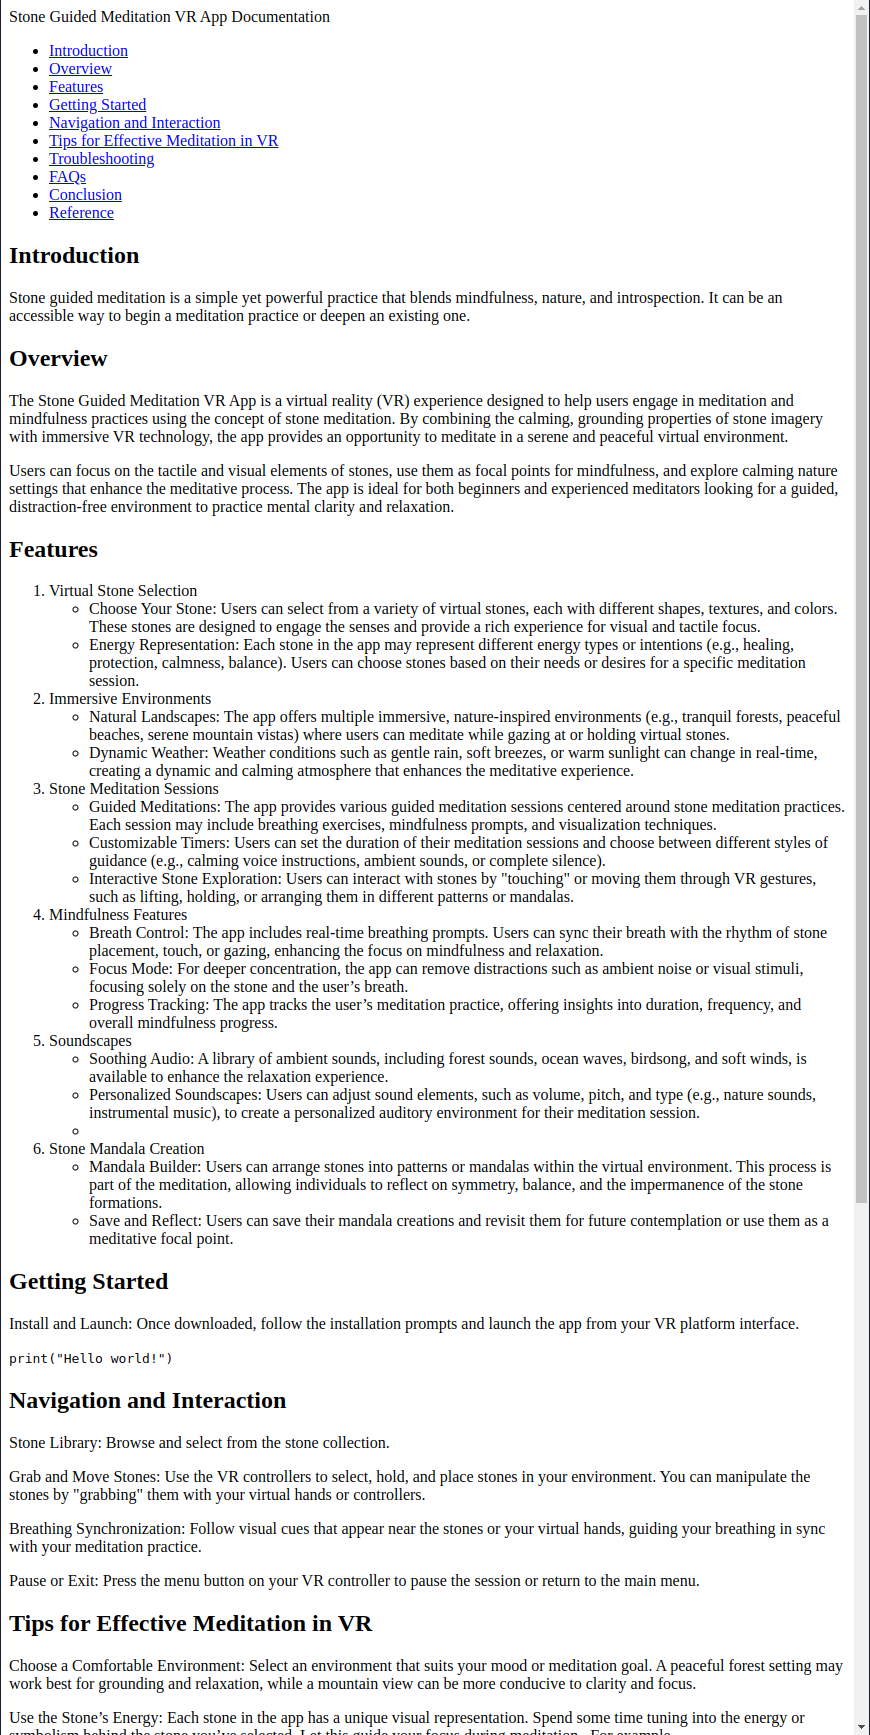 Stone Guided Meditation VR App Documentation
Introduction
Overview
Features
Getting Started
Navigation and Interaction
Tips for Effective Meditation in VR
Troubleshooting
FAQs
Conclusion
Reference
Introduction
Stone guided meditation is a simple yet powerful practice that blends mindfulness, nature, and introspection. It can be an
accessible way to begin a meditation practice or deepen an existing one.
Overview
The Stone Guided Meditation VR App is a virtual reality (VR) experience designed to help users engage in meditation and
mindfulness practices using the concept of stone meditation. By combining the calming, grounding properties of stone imagery
with immersive VR technology, the app provides an opportunity to meditate in a serene and peaceful virtual environment.
Users can focus on the tactile and visual elements of stones, use them as focal points for mindfulness, and explore calming nature
settings that enhance the meditative process. The app is ideal for both beginners and experienced meditators looking for a guided,
distraction-free environment to practice mental clarity and relaxation.
Features
1. Virtual Stone Selection
Choose Your Stone: Users can select from a variety of virtual stones, each with different shapes, textures, and colors.
These stones are designed to engage the senses and provide a rich experience for visual and tactile focus.
Energy Representation: Each stone in the app may represent different energy types or intentions (e.g., healing,
protection, calmness, balance). Users can choose stones based on their needs or desires for a specific meditation
session.
2. Immersive Environments
Natural Landscapes: The app offers multiple immersive, nature-inspired environments (e.g., tranquil forests, peaceful
beaches, serene mountain vistas) where users can meditate while gazing at or holding virtual stones.
Dynamic Weather: Weather conditions such as gentle rain, soft breezes, or warm sunlight can change in real-time,
creating a dynamic and calming atmosphere that enhances the meditative experience.
3. Stone Meditation Sessions
Guided Meditations: The app provides various guided meditation sessions centered around stone meditation practices.
Each session may include breathing exercises, mindfulness prompts, and visualization techniques.
Customizable Timers: Users can set the duration of their meditation sessions and choose between different styles of
guidance (e.g., calming voice instructions, ambient sounds, or complete silence).
Interactive Stone Exploration: Users can interact with stones by "touching" or moving them through VR gestures,
such as lifting, holding, or arranging them in different patterns or mandalas.
4. Mindfulness Features
Breath Control: The app includes real-time breathing prompts. Users can sync their breath with the rhythm of stone
placement, touch, or gazing, enhancing the focus on mindfulness and relaxation.
Focus Mode: For deeper concentration, the app can remove distractions such as ambient noise or visual stimuli,
focusing solely on the stone and the user’s breath.
Progress Tracking: The app tracks the user’s meditation practice, offering insights into duration, frequency, and
overall mindfulness progress.
5. Soundscapes
Soothing Audio: A library of ambient sounds, including forest sounds, ocean waves, birdsong, and soft winds, is
available to enhance the relaxation experience.
Personalized Soundscapes: Users can adjust sound elements, such as volume, pitch, and type (e.g., nature sounds,
instrumental music), to create a personalized auditory environment for their meditation session.
6. Stone Mandala Creation
Mandala Builder: Users can arrange stones into patterns or mandalas within the virtual environment. This process is
part of the meditation, allowing individuals to reflect on symmetry, balance, and the impermanence of the stone
formations.
Save and Reflect: Users can save their mandala creations and revisit them for future contemplation or use them as a
meditative focal point.
Getting Started
Install and Launch: Once downloaded, follow the installation prompts and launch the app from your VR platform interface.
print("Hello world!")
Navigation and Interaction
Stone Library: Browse and select from the stone collection.
Grab and Move Stones: Use the VR controllers to select, hold, and place stones in your environment. You can manipulate the
stones by "grabbing" them with your virtual hands or controllers.
Breathing Synchronization: Follow visual cues that appear near the stones or your virtual hands, guiding your breathing in sync
with your meditation practice.
Pause or Exit: Press the menu button on your VR controller to pause the session or return to the main menu.
Tips for Effective Meditation in VR
Choose a Comfortable Environment: Select an environment that suits your mood or meditation goal. A peaceful forest setting may
work best for grounding and relaxation, while a mountain view can be more conducive to clarity and focus.
Use the Stone’s Energy: Each stone in the app has a unique visual representation. Spend some time tuning into the energy or
symbolism behind the stone you’ve selected. Let this guide your focus during meditation. For example